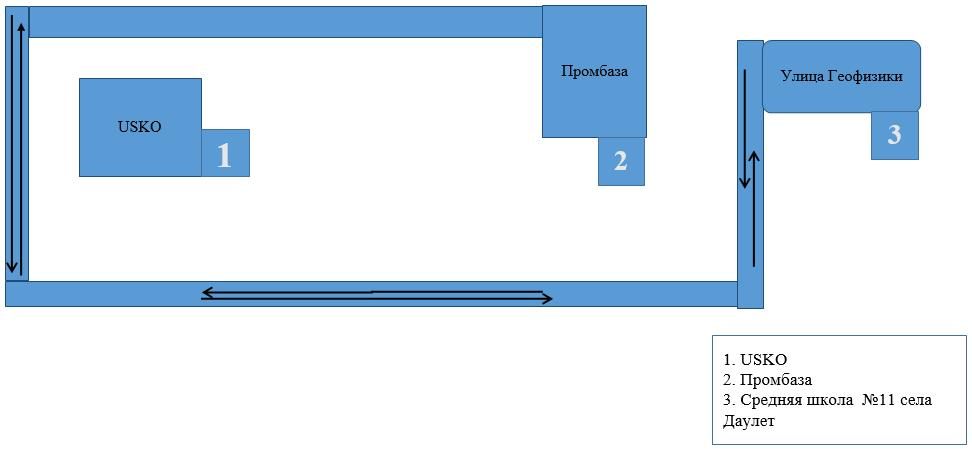 Промбаза
Улица Геофизики
USKO
1
2
3
1. USKO
2. Промбаза
3. Средняя школа №11 села
Даулет